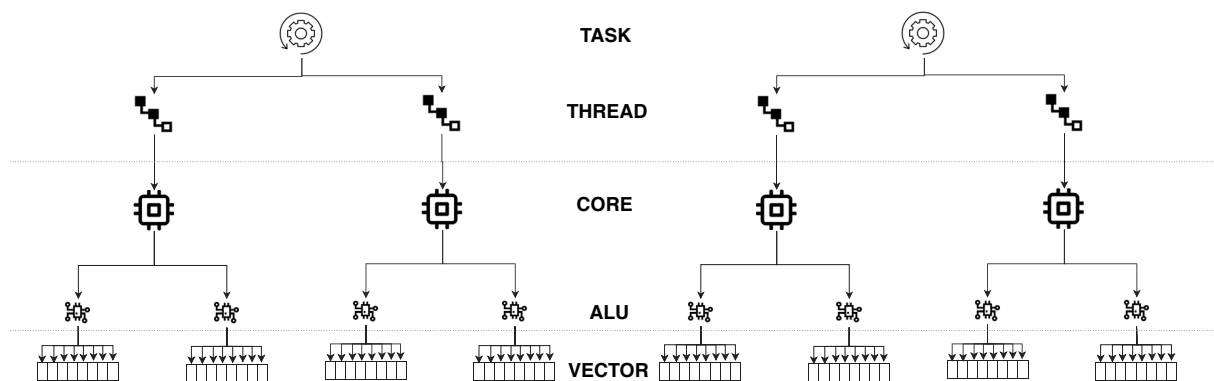 TASK
THREAD
CORE
ALU
VECTOR